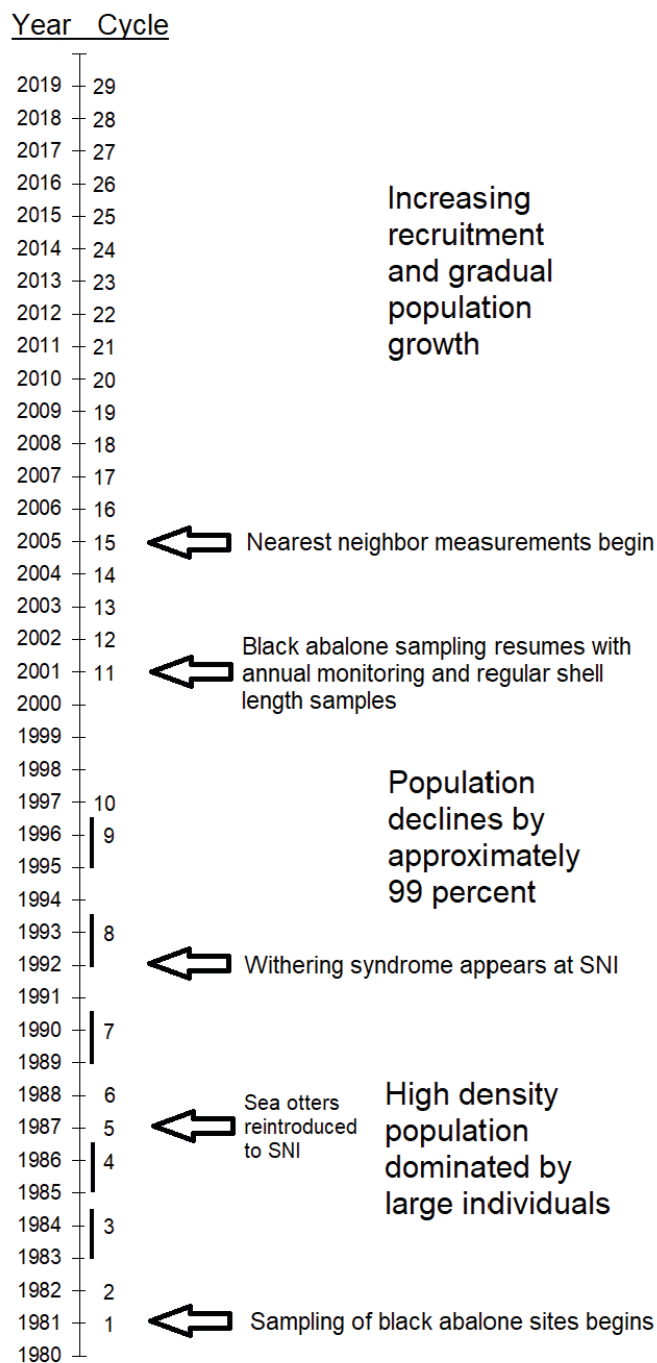 Year Cycle
2019 29
2018 28
2017 27
2016 26
Increasing
2015 25
recruitment
2014 24
and gradual
2013 23
population
2012 22
growth
2011 21
2010 20
2009 19
2008 18
2007 17
2006 16
2005 15 Nearest neighbor measurements begin
2004 14
2003 13
2002 12
Black abalone sampling resumes with
2001 11 annual monitoring and regular shell
length samples
2000
1999
1998
Population
1997 10
declines by
1996 9
approximately
1995
99 percent
1994
1993 8
1992 Withering syndrome appears at SNI
1991
1990 7
1989
1988 6
Sea otters
High density
1987 5 reintroduced
population
to SNI
1986 4
dominated by
1985
large individuals
1984 3
1983
1982 2
1981 1 Sampling of black abalone sites begins
1980